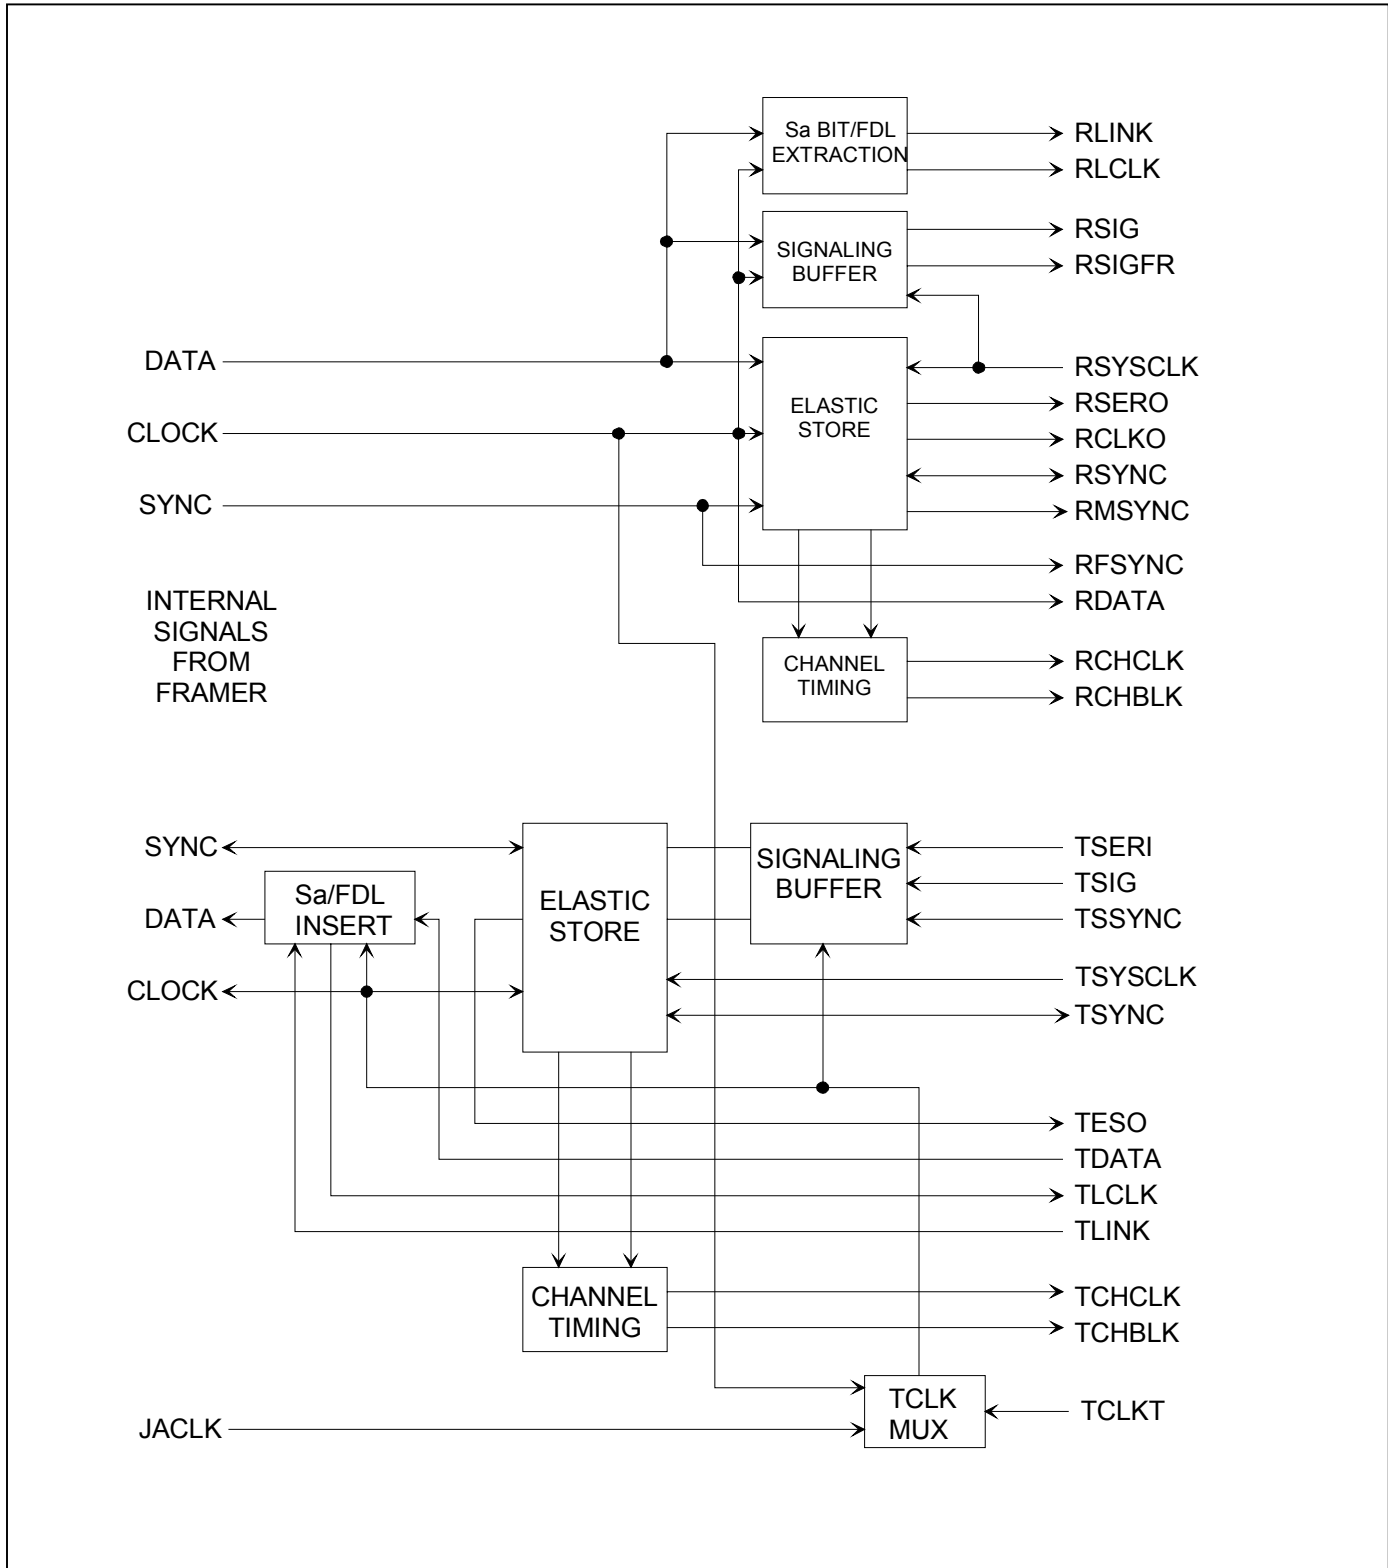 Sa BIT/FDL
EXTRACTION
RLINK
RLCLK
SIGNALING
BUFFER
RSIG
RSIGFR
DATA
CLOCK
SYNC
ELASTIC
STORE
RSYSCLK
RSERO
RCLKO
RSYNC
RMSYNC
RFSYNC
RDATA
INTERNAL
SIGNALS
FROM
FRAMER
CHANNEL
TIMING
RCHCLK
RCHBLK
SYNC
DATA
CLOCK
Sa/FDL
INSERT
ELASTIC
STORE
SIGNALING
BUFFER
TSERI
TSIG
TSSYNC
TSYSCLK
TSYNC
TESO
TDATA
TLCLK
TLINK
CHANNEL
TIMING
TCHCLK
TCHBLK
JACLK
TCLK
MUX
TCLKT